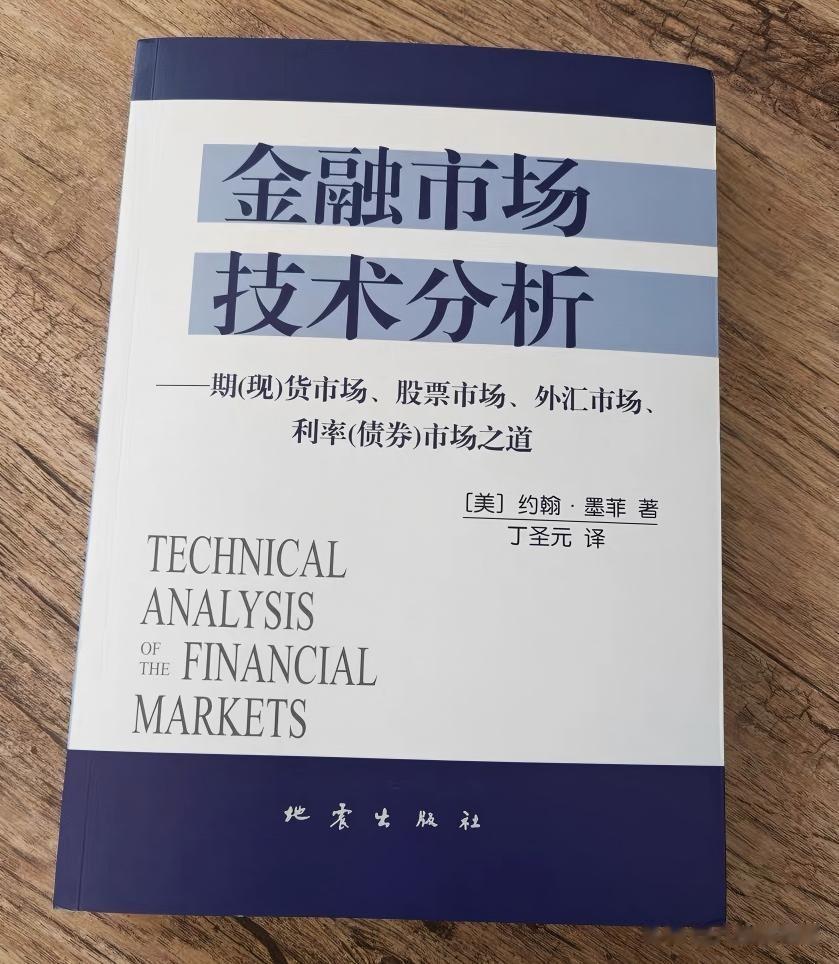 金融市场
技术分析
——期(现)货市场、股票市场、外汇市场、
利率(债券)市场之道
[美] 约翰·墨菲 著
丁圣元 译
TECHNICAL
ANALYSIS
OF THE FINANCIAL
MARKETS
地震出版社